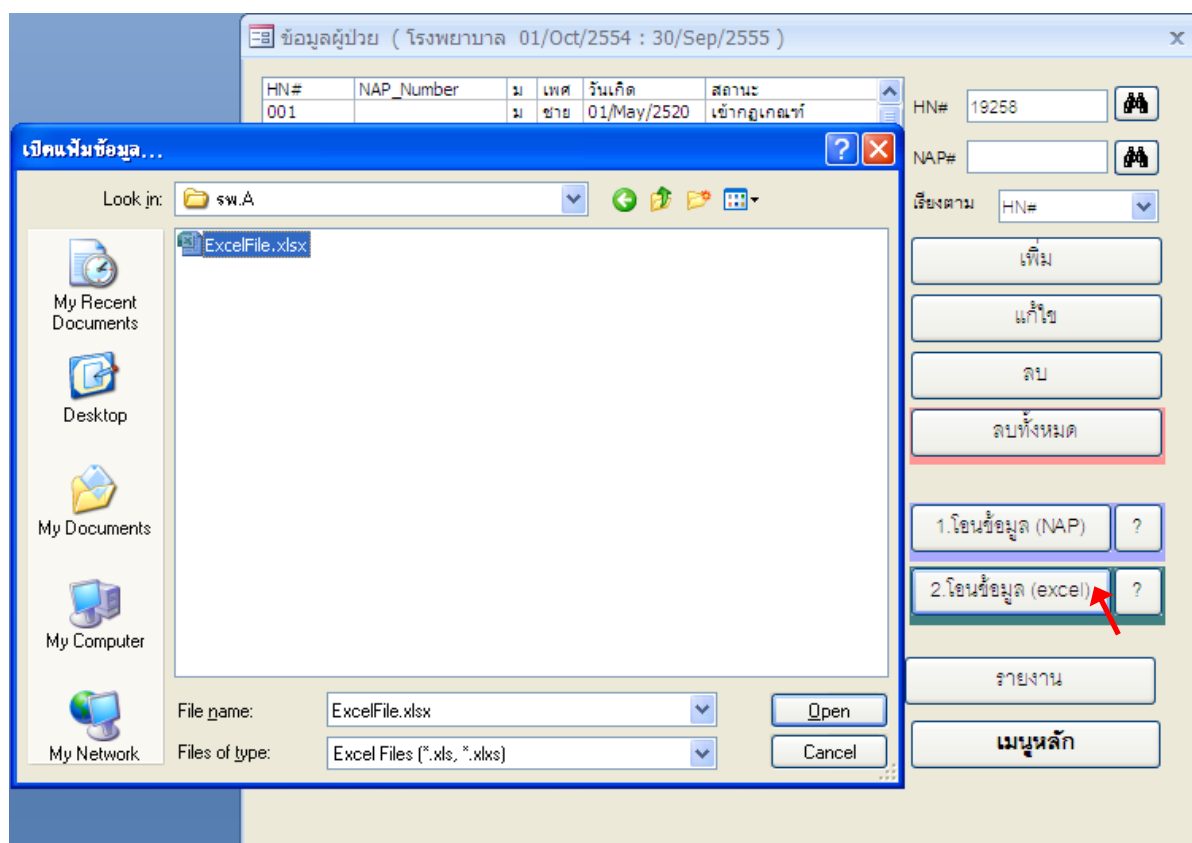 ข้อมูลผู้ป่วย ( โรงพยาบาล 01/Oct/2554 : 30/Sep/2555 )
HN# NAP_Number ม เพศ วันเกิด สถานะ
001 ม ชาย 01/May/2520 เข้ากฎเกณฑ์
HN# 19258
NAP#
เรียงตาม HN#
เพิ่ม
แก้ไข
ลบ
ลบทั้งหมด
1.โอนข้อมูล (NAP) ?
2.โอนข้อมูล (excel) ?
รายงาน
เมนูหลัก
เปิดแฟ้มข้อมูล...
Look in: รพ.A
ExcelFile.xlsx
My Recent
Documents
Desktop
My Documents
My Computer
My Network
File name: ExcelFile.xlsx Open
Files of type: Excel Files (*.xls, *.xlxs) Cancel